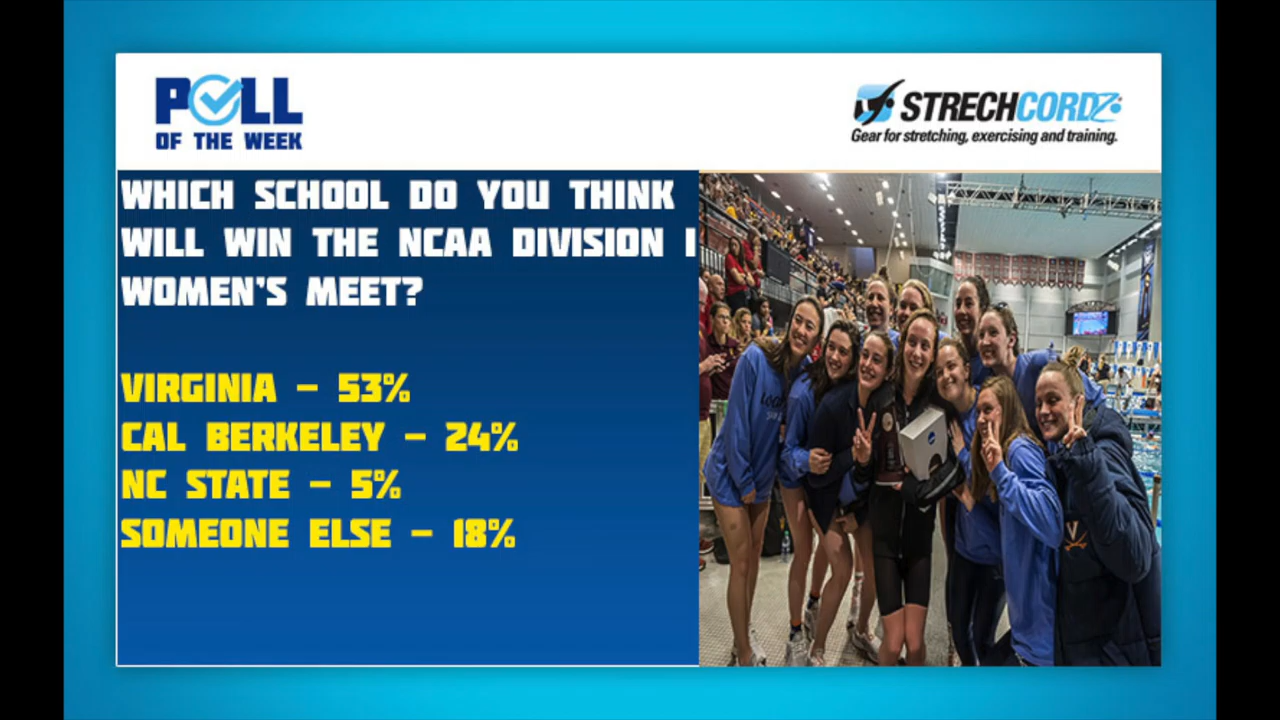 POLL
OF THE WEEK
STRECHCORDZ
Gear for stretching, exercising and training.
WHICH SCHOOL DO YOU THINK
WILL WIN THE NCAA DIVISION I
WOMEN'S MEET?
VIRGINIA – 53%
CAL BERKELEY – 24%
NC STATE – 5%
SOMEONE ELSE – 18%